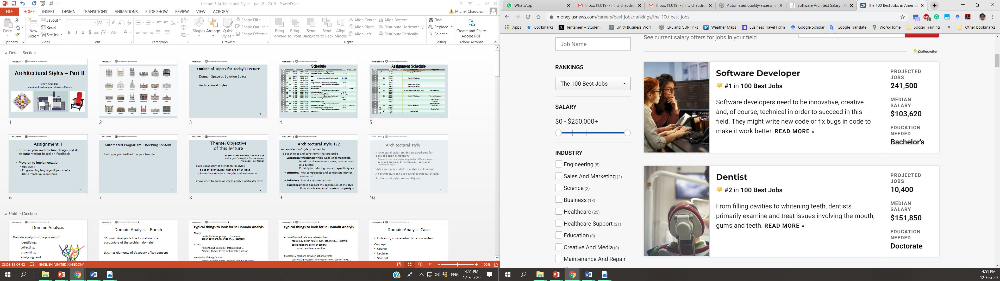 Lecture 5 Architectural Styles - part 2 - 2019 - PowerPoint
FILE HOME INSERT DESIGN TRANSITIONS ANIMATIONS SLIDE SHOW REVIEW VIEW ACROBAT
Michel Chaudron
Paste
Clipboard
New
Slide
Layout
Reset
Section
Slides
28
Font
Paragraph
Shapes
Arrange
Quick
Styles
Shape Fill
Shape Outline
Shape Effects
Drawing
Bring
Forward
Bring
to Front
Send
Backward
Send
to Back
Align
Middle
Align Center
Align Right
Align Left
Align Bottom
Distribute Horizontally
Distribute Vertically
Depth
Find
Replace
Select
Editing
Create and Share
Adobe PDF
Adobe Acrobat
Default Section
Architectural Styles – Part II
M.R.V. Chaudron
chaudron@chalmers.se | chaudron@gu.se
1
2
Outline of Topics for Today's Lecture
• Domain Space vs Solution Space
• Architectural Styles
3
Schedule
4
Assignment Schedule
5
Assignment 1
• Improve your architecture design and its
documentation based on feedback
• Move on to implementation
– Use MQTT
– Programming language of your choice
– Ok to 'mock up' algorithms
6
Automated Plagiarism Checking System
• I will give you feedback on your hand-in
7
Theme/Objective
of this lecture
The task of the architect is to come up
with a good metaphor for the system
Alexander Ran (Nokia)
• Build vocabulary of architectural styles
• a set of 'archetypes' that are often used
• know their relative strengths and weaknesses
• Know when to apply or not to apply a particular style
8
Architectural style 1/2
An architectural style is defined by:
a set of rules and constraints that prescribe
– vocabulary/metaphor: which types of components,
interfaces & connectors must/may be used
in a system.
Possibly introducing domain-specific types
– structure: how components and connectors may be
combined
– behaviour: how the system behaves
– guidelines: these support the application of the style
(how to achieve certain system properties)
9
Architectural style
• Architectural styles are design paradigms for
a set of design dimensions
Some architectural styles emphasise different aspects
such as: Subdivision of functionality, Topology or
Interaction style
• Styles are open-ended; new styles will emerge
• An architecture can use several architectural styles
• Architectural styles are not disjoint
10
Untitled Section
Domain Analysis
Domain analysis is the process of
identifying,
collecting,
organizing,
analysing, and
Domain Analysis - Booch
"Domain Analysis is the formation of a
vocabulary of the problem domain"
D.A. has elements of discovery of key concept
Typical things to look for in Domain Analyis
Things:
books, libraries, garage, ... (concrete)
order, payment, reservation, ... (abstract)
Actors:
Persons, but also roles, organisations, ...
Patient, doctor, driver, author, seller, sensor,
Properties of things/actors:
Typical things to look for in Domain Analyis
Actions/Events & relations between them:
repair, pay, order, failure, turn, eat, move, ... (atomic)
causal relations between actions:
passed deadline causes fine
Processes = relations between actions/events
(business) processes, information flows, control flows, ...
Domain Analysis Case
• University course-administration system
Concept:
• Course
• Lecturer
• Student
SLIDE 88 OF 92 ENGLISH (UNITED KINGDOM)
100%
ENG
4:51 PM
12-Feb-20
WhatsApp
Inbox (1,019) - m.r.v.chaudro
Inbox (1,019) - m.r.v.chaudro
Automated quality-assessme
Software Architect Salary | Pa
The 100 Best Jobs in America
money.usnews.com/careers/best-jobs/rankings/the-100-best-jobs
Apps Bookmarks Tentamen – Studen... Unit4 Business Worl... CPL and GUP links Weather Maps Business Travel Form Google Scholar Google Translate Work-Home Soccer Training » Other bookmarks
Job Name
RANKINGS
The 100 Best Jobs
SALARY
$0 - $250,000+
INDUSTRY
Engineering (5)
Sales And Marketing (2)
Science (2)
Business (18)
Healthcare (25)
Healthcare Support (21)
Education (0)
Creative And Media (0)
Maintenance And Repair
See current salary offers for jobs in your field
ZipRecruiter
Software Developer
#1 in 100 Best Jobs
Software developers need to be innovative, creative
and, of course, technical in order to succeed in this
field. They might write new code or fix bugs in code to
make it work better. READ MORE »
PROJECTED
JOBS
241,500
MEDIAN
SALARY
$103,620
EDUCATION
NEEDED
Bachelor's
Dentist
#2 in 100 Best Jobs
From filling cavities to whitening teeth, dentists
primarily examine and treat issues involving the mouth,
gums and teeth. READ MORE »
PROJECTED
JOBS
10,400
MEDIAN
SALARY
$151,850
EDUCATION
NEEDED
Doctorate
4:51 PM
12-Feb-20